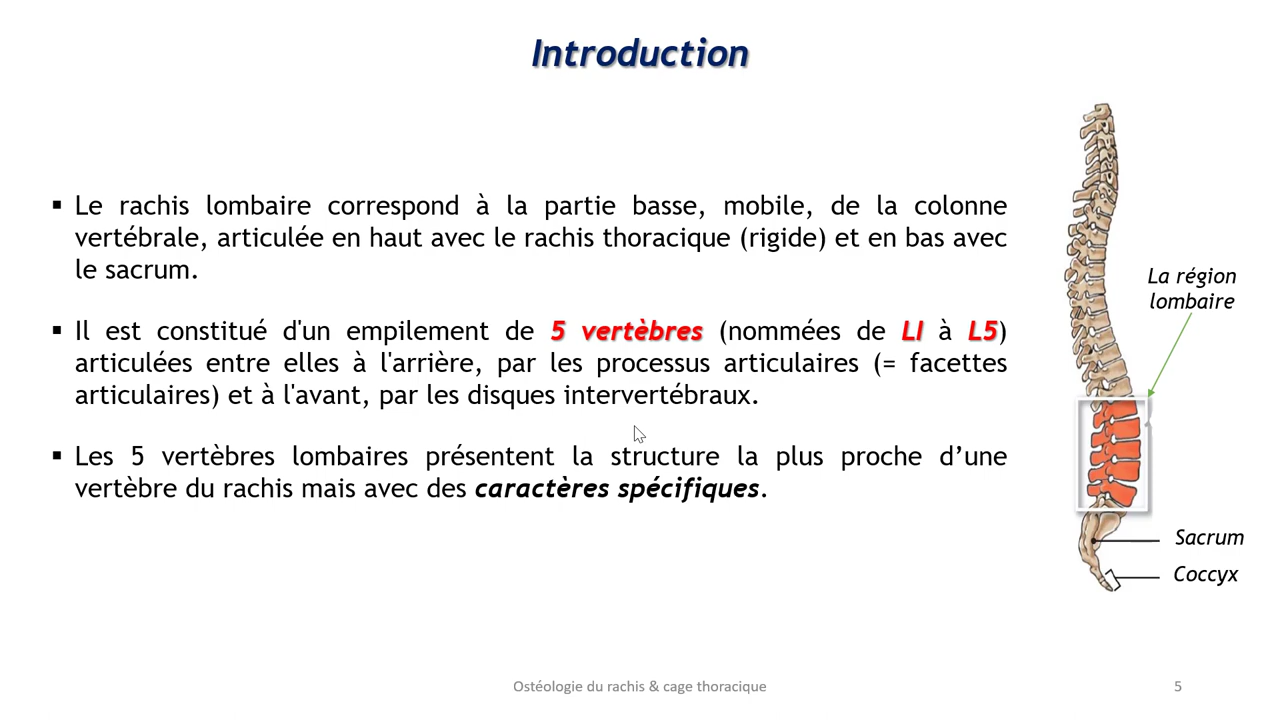 Introduction
▪ Le rachis lombaire correspond à la partie basse, mobile, de la colonne
vertébrale, articulée en haut avec le rachis thoracique (rigide) et en bas avec
le sacrum.
▪ Il est constitué d'un empilement de 5 vertèbres (nommées de LI à L5)
articulées entre elles à l'arrière, par les processus articulaires (= facettes
articulaires) et à l'avant, par les disques intervertébraux.
▪ Les 5 vertèbres lombaires présentent la structure la plus proche d’une
vertèbre du rachis mais avec des caractères spécifiques.
La région
lombaire
Sacrum
Coccyx
Ostéologie du rachis & cage thoracique
5